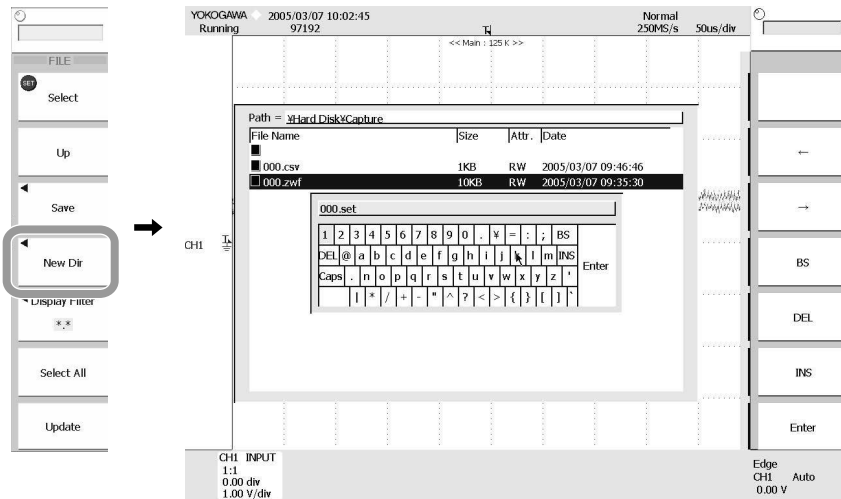 FILE
SET
Select
Up
Save
New Dir
Display Filter
*.*
Select All
Update
YOKOGAWA 2005/03/07 10:02:45
Running 97192
Normal
250MS/s 50us/div
<< Main : 125 K >>
CH1
Path = ¥Hard Disk¥Capture
File Name Size Attr. Date
000.csv 1KB RW 2005/03/07 09:46:46
000.zwf 10KB RW 2005/03/07 09:35:30
000.set
1 2 3 4 5 6 7 8 9 0 . ¥ = : ; BS
DEL @ a b c d e f g h i j k l m INS
Caps . n o p q r s t u v w x y z '
| * / + - " ^ ? < > { } [ ] `
Enter
←
→
BS
DEL
INS
Enter
CH1 INPUT
1:1
0.00 div
1.00 V/div
Edge
CH1 Auto
0.00 V